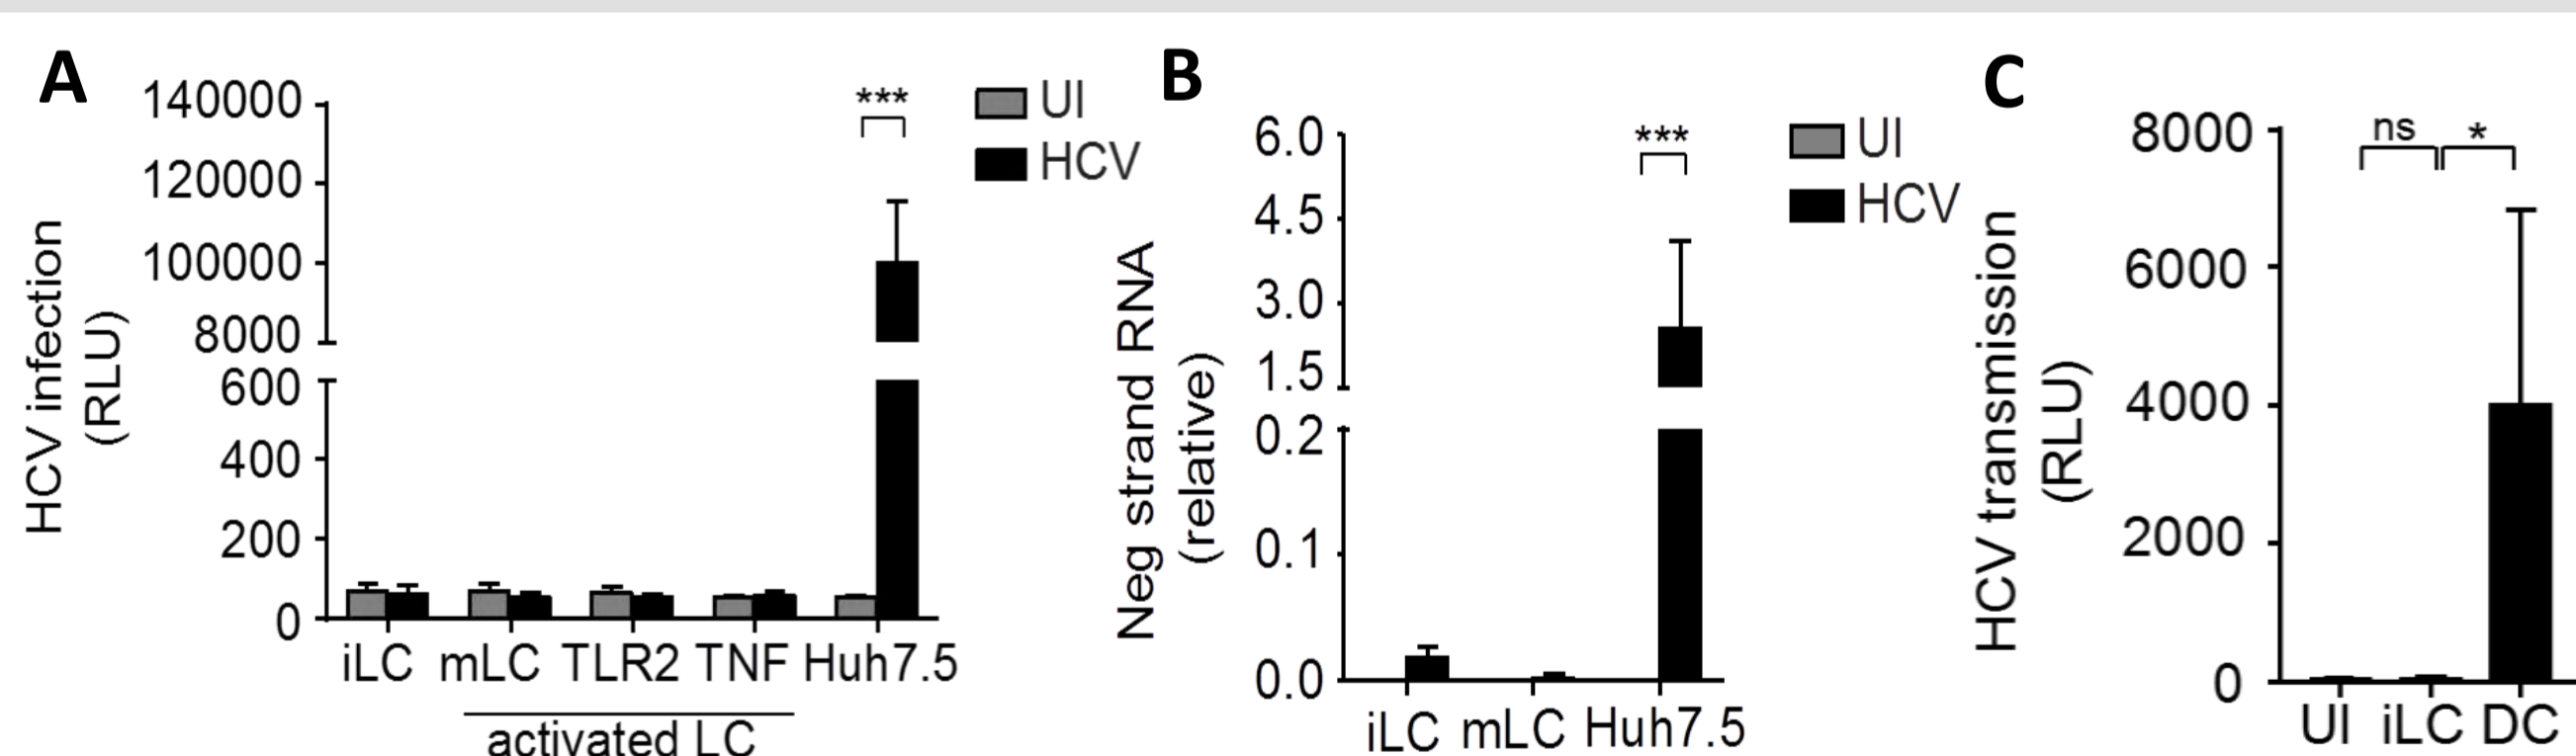 A
HCV infection
(RLU)
140000
120000
100000
8000
600
400
200
0
***
UI
HCV
iLC mLC TLR2 TNF Huh7.5
activated LC
B
Neg strand RNA
(relative)
6.0
4.5
3.0
1.5
0.2
0.1
0.0
***
UI
HCV
iLC mLC Huh7.5
C
HCV transmission
(RLU)
8000
6000
4000
2000
0
ns *
UI iLC DC